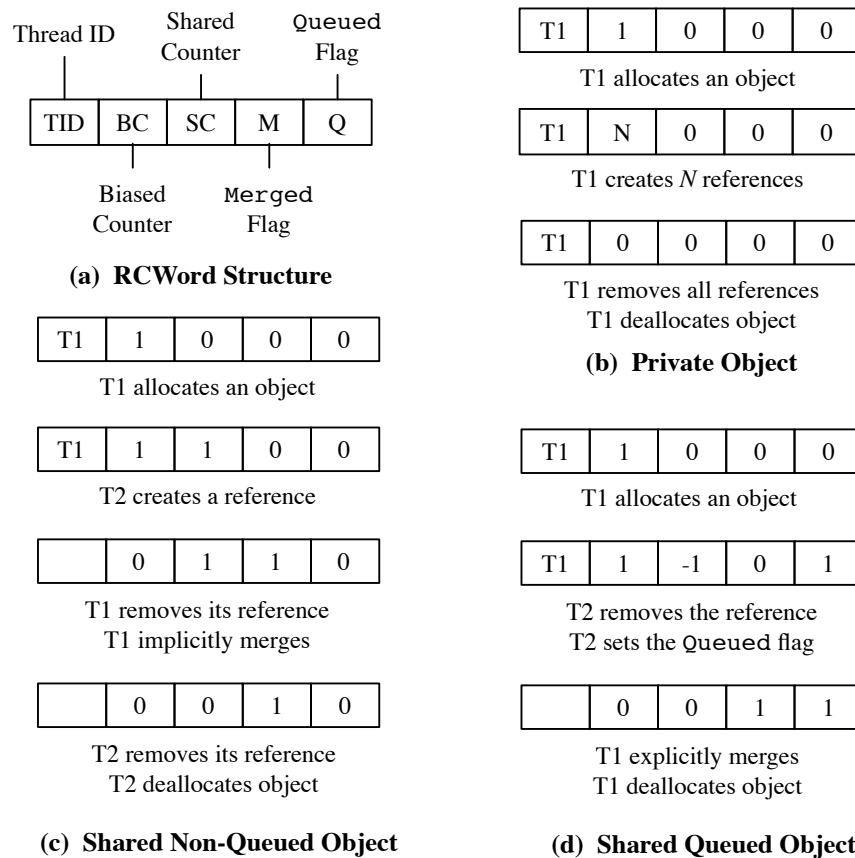 Thread ID
Shared
Counter
Queued
Flag
TID BC SC M Q
Biased
Counter
Merged
Flag
(a) RCWord Structure
T1 1 0 0 0
T1 allocates an object
T1 N 0 0 0
T1 creates N references
T1 0 0 0 0
T1 removes all references
T1 deallocates object
(b) Private Object
T1 1 0 0 0
T1 allocates an object
T1 1 1 0 0
T2 creates a reference
0 1 1 0
T1 removes its reference
T1 implicitly merges
0 0 1 0
T2 removes its reference
T2 deallocates object
(c) Shared Non-Queued Object
T1 1 0 0 0
T1 allocates an object
T1 1 -1 0 1
T2 removes the reference
T2 sets the Queued flag
0 0 1 1
T1 explicitly merges
T1 deallocates object
(d) Shared Queued Object